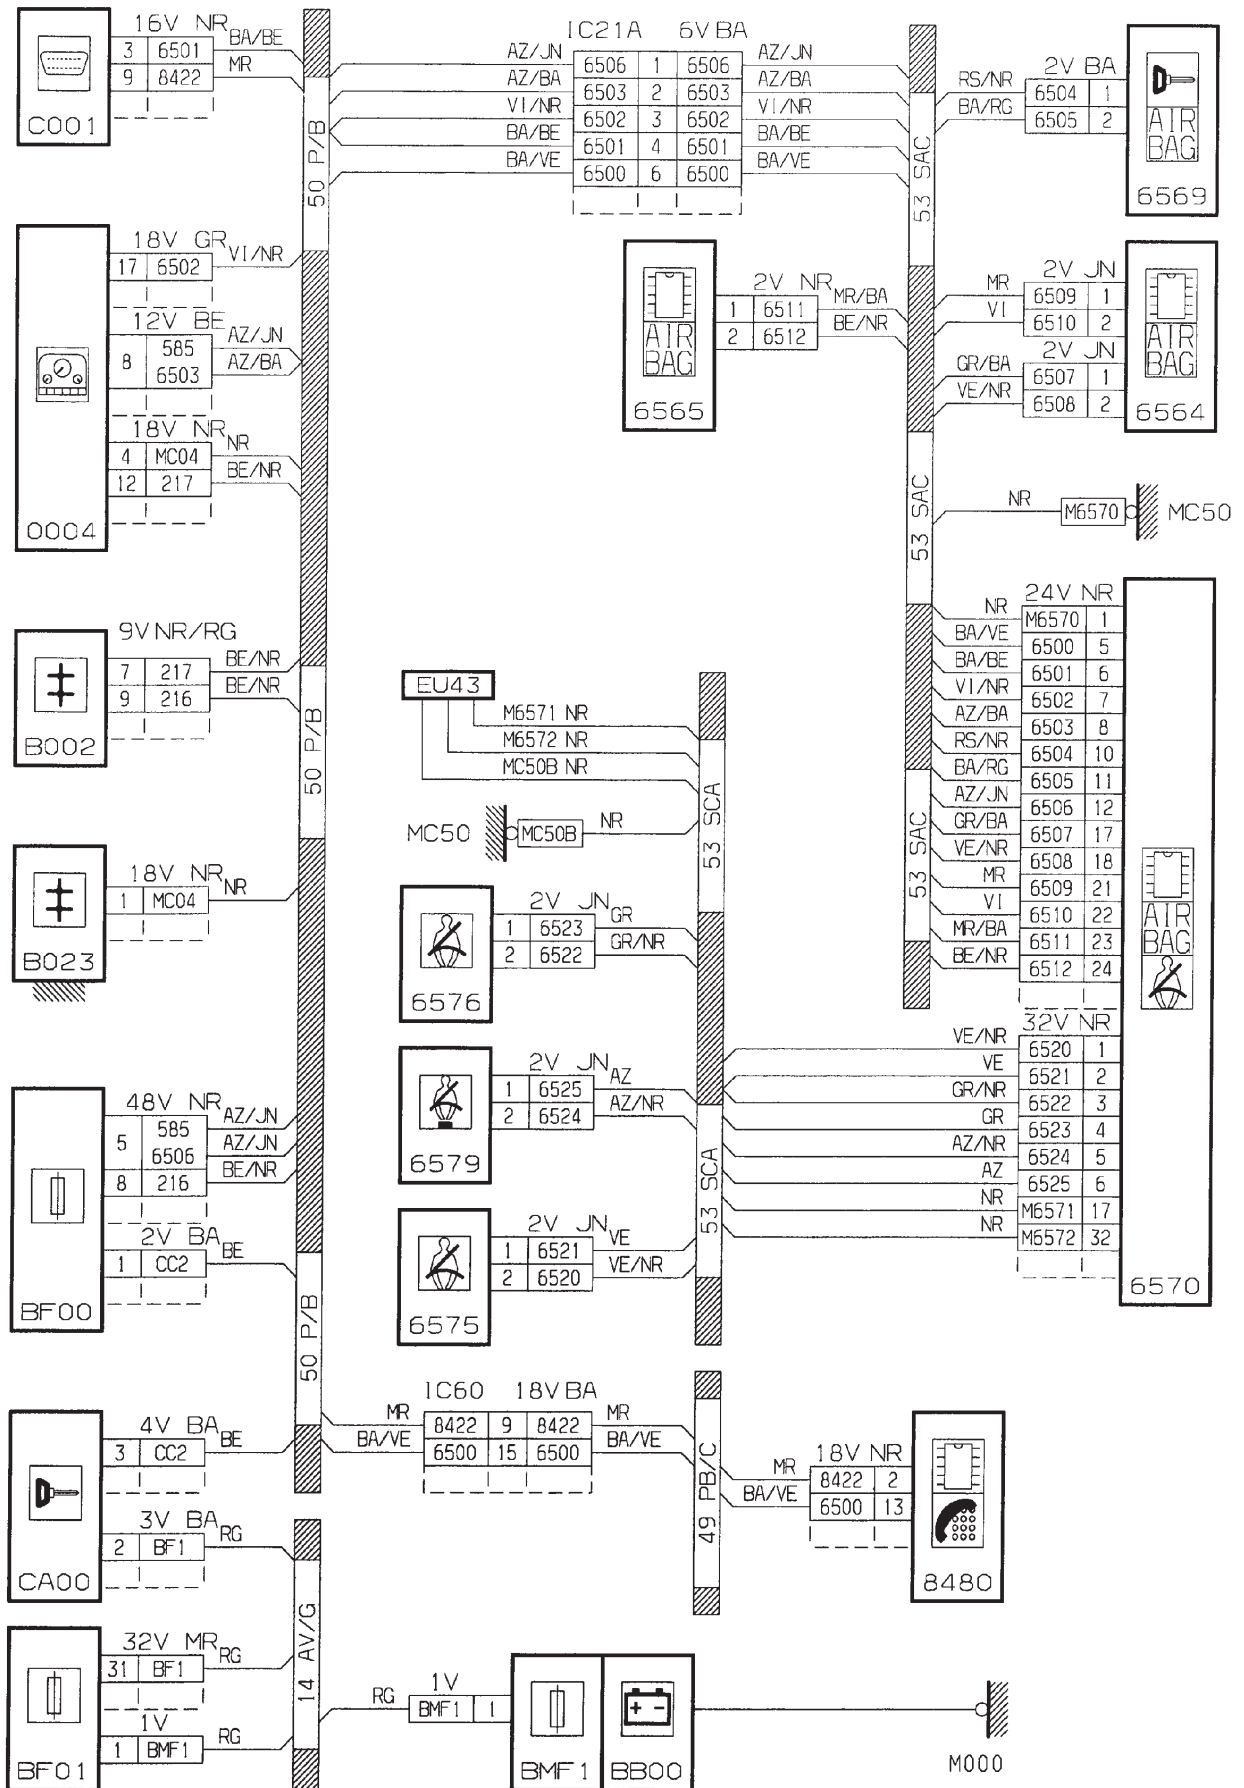 16V NR
3 6501 BA/BE
9 8422 MR
C001
18V GR
17 6502 VI/NR
12V BE
8 585 AZ/JN
6503 AZ/BA
18V NR
4 MC04 NR
12 217 BE/NR
0004
9V NR/RG
7 217 BE/NR
9 216 BE/NR
B002
18V NR
1 MC04 NR
B023
48V NR
5 585 AZ/JN
6506 AZ/JN
8 216 BE/NR
2V BA
1 CC2 BE
BF00
4V BA
3 CC2 BE
3V BA
2 BF1 RG
CA00
32V MR
31 BF1 RG
1V
1 BMF1 RG
BF01
50 P/B
50 P/B
50 P/B
14 AV/G
IC21A 6V BA
AZ/JN 6506 1 6506 AZ/JN
AZ/BA 6503 2 6503 AZ/BA
VI/NR 6502 3 6502 VI/NR
BA/BE 6501 4 6501 BA/BE
BA/VE 6500 6 6500 BA/VE
2V NR
1 6511 MR/BA
2 6512 BE/NR
AIR
BAG
6565
EU43
M6571 NR
M6572 NR
MC50B NR
MC50 MC50B NR
2V JN
1 6523 GR
2 6522 GR/NR
6576
2V JN
1 6525 AZ
2 6524 AZ/NR
6579
2V JN
1 6521 VE
2 6520 VE/NR
6575
53 SCA
53 SCA
IC60 18V BA
MR 8422 9 8422 MR
BA/VE 6500 15 6500 BA/VE
49 PB/C
18V NR
MR 8422 2
BA/VE 6500 13
8480
1V
RG BMF1 1
BMF1
BB00
+ -
M000
53 SAC
53 SAC
53 SAC
2V BA
RS/NR 6504 1
BA/RG 6505 2
AIR
BAG
6569
2V JN
MR 6509 1
VI 6510 2
2V JN
GR/BA 6507 1
VE/NR 6508 2
AIR
BAG
6564
NR M6570 MC50
24V NR
NR M6570 1
BA/VE 6500 5
BA/BE 6501 6
VI/NR 6502 7
AZ/BA 6503 8
RS/NR 6504 10
BA/RG 6505 11
AZ/JN 6506 12
GR/BA 6507 17
VE/NR 6508 18
MR 6509 21
VI 6510 22
MR/BA 6511 23
BE/NR 6512 24
32V NR
VE/NR 6520 1
VE 6521 2
GR/NR 6522 3
GR 6523 4
AZ/NR 6524 5
AZ 6525 6
NR M6571 17
NR M6572 32
AIR
BAG
6570